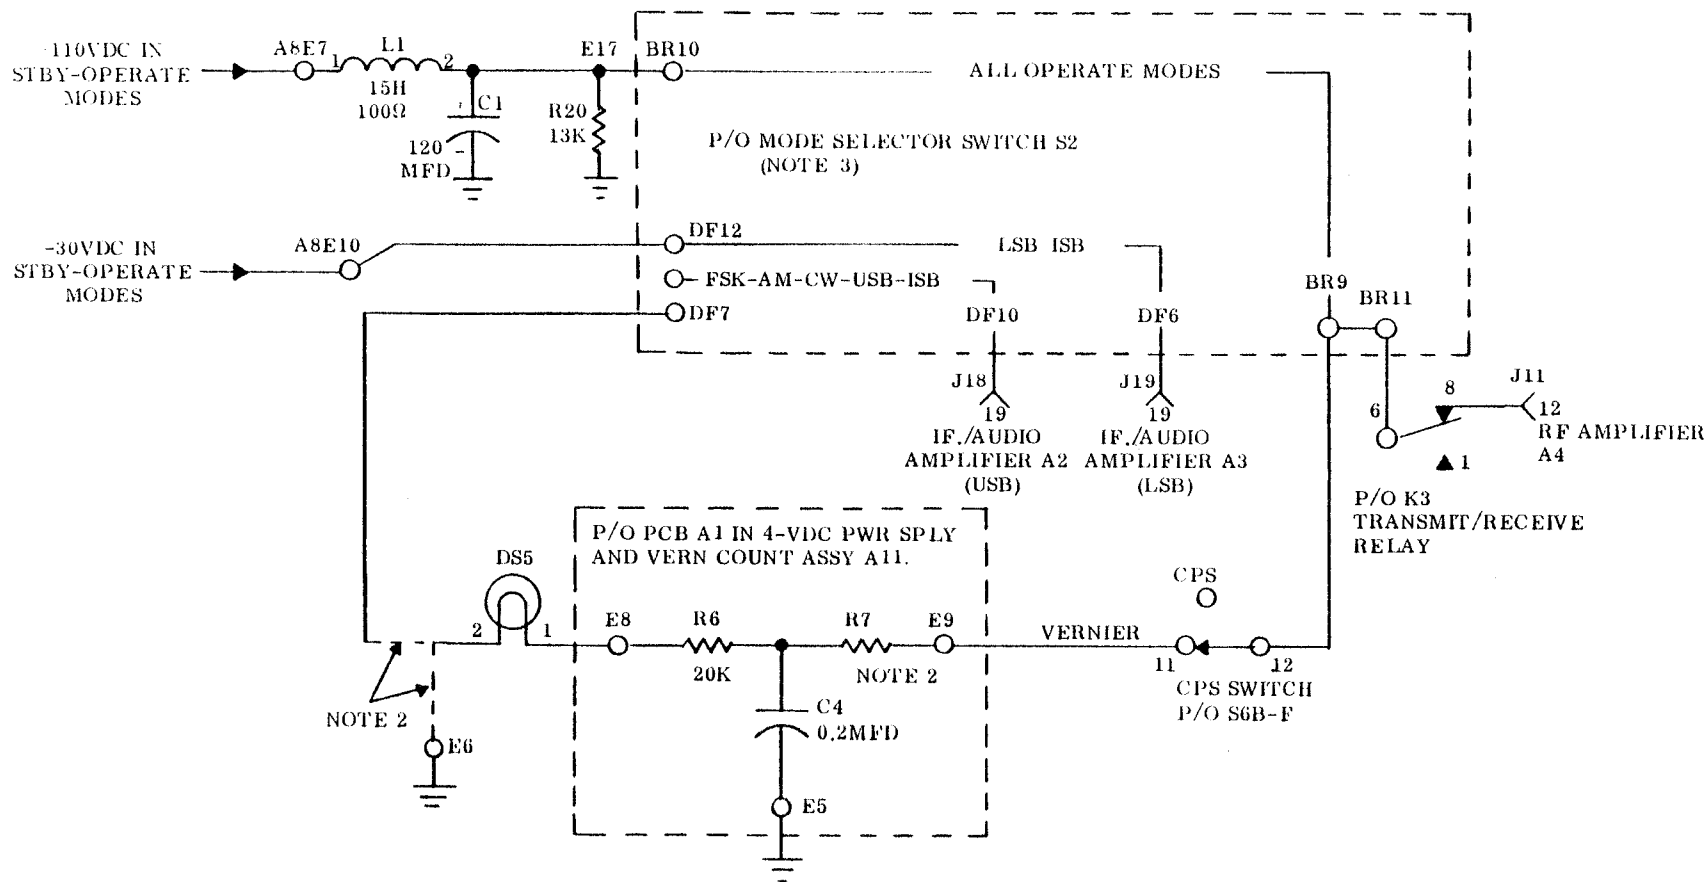 -110VDC IN
STBY-OPERATE
MODES
A8E7
1
L1
2
15H
100Ω
+
C1
120
MFD
-
E17
R20
13K
BR10
ALL OPERATE MODES
P/O MODE SELECTOR SWITCH S2
(NOTE 3)
-30VDC IN
STBY-OPERATE
MODES
A8E10
DF12
LSB ISB
FSK-AM-CW-USB-ISB
DF7
DF10
DF6
BR9
BR11
J18
19
IF./AUDIO
AMPLIFIER A2
(USB)
J19
19
IF./AUDIO
AMPLIFIER A3
(LSB)
6
8
1
J11
12
RF AMPLIFIER
A4
P/O K3
TRANSMIT/RECEIVE
RELAY
P/O PCB A1 IN 4-VDC PWR SPLY
AND VERN COUNT ASSY A11.
DS5
2
1
E8
R6
20K
R7
NOTE 2
E9
VERNIER
CPS
11
12
CPS SWITCH
P/O S6B-F
C4
0.2MFD
NOTE 2
E6
E5